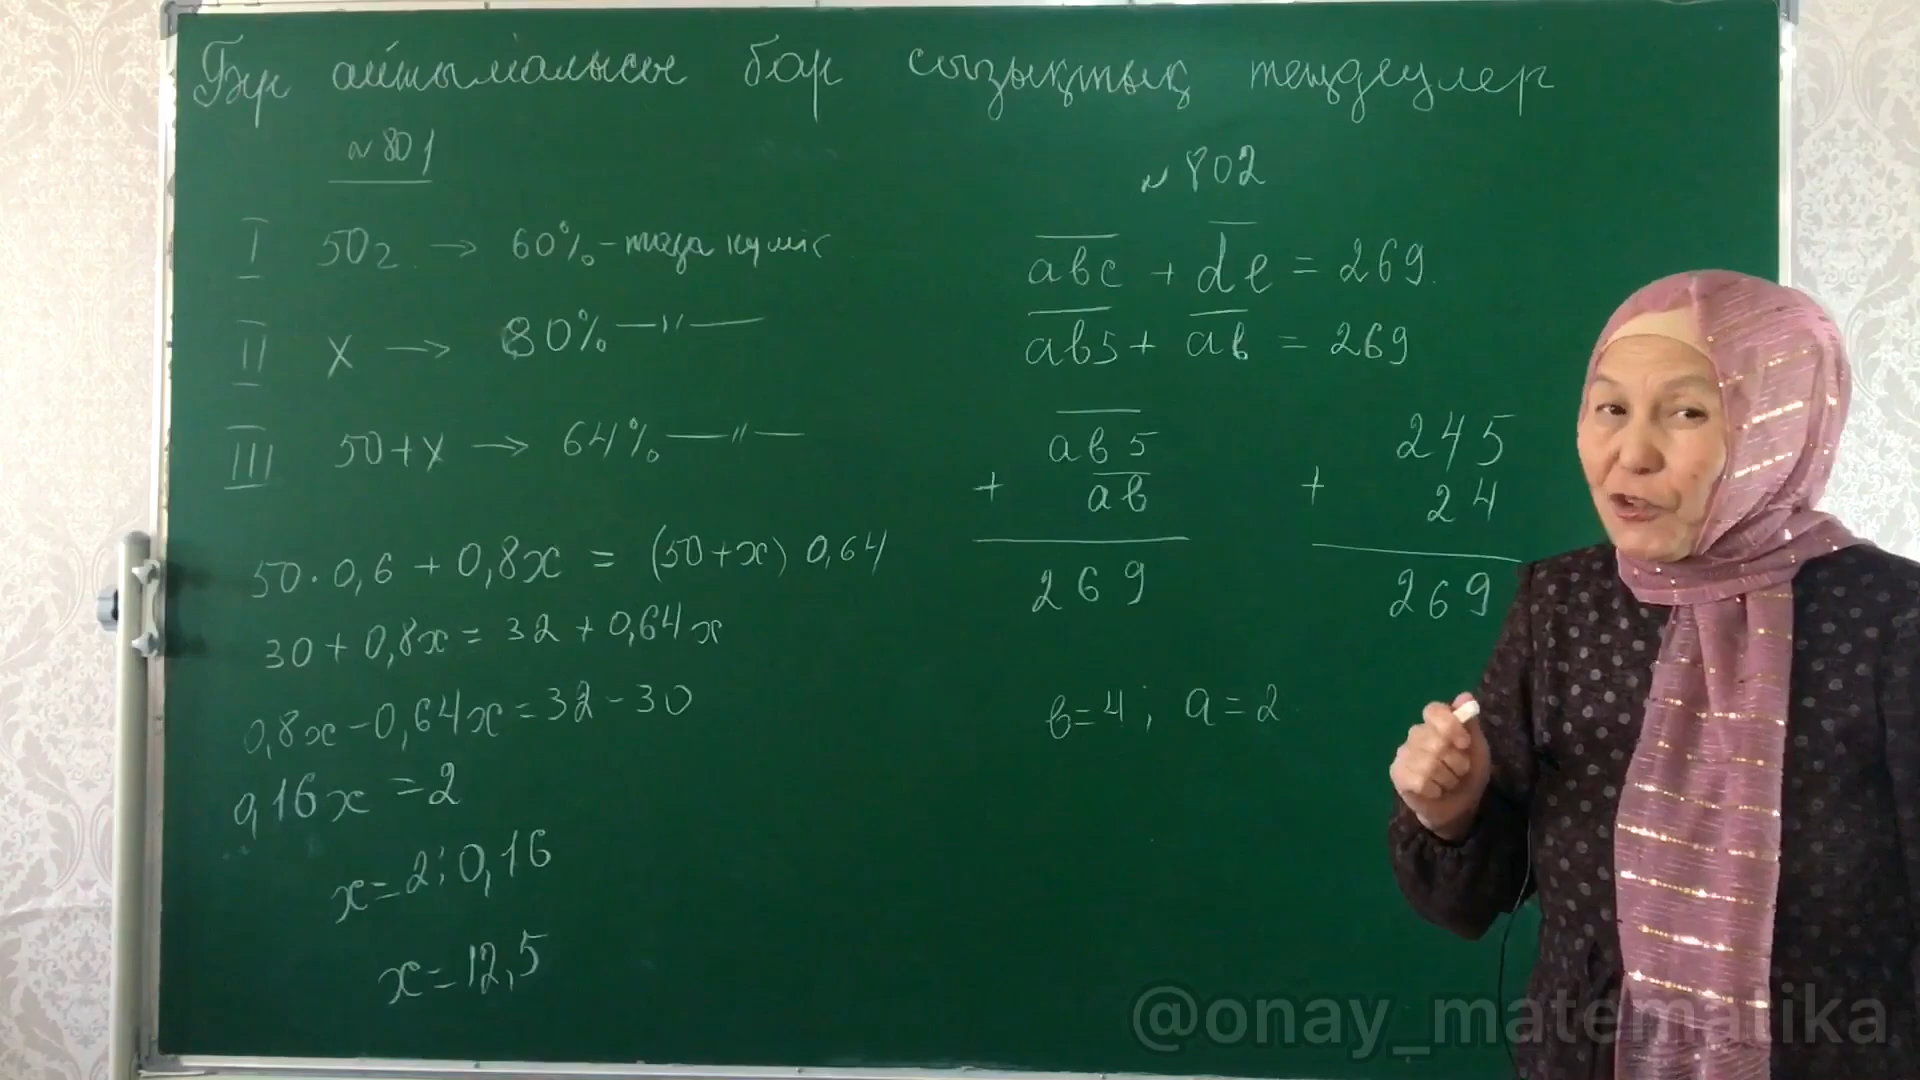 Бір айнымалысы бар сызықтық теңдеулер
№801
I 50г → 60% - таза күміс
II x → 80% —"—
III 50+x → 64% —"—
50·0,6 + 0,8x = (50+x) 0,64
30 + 0,8x = 32 + 0,64x
0,8x - 0,64x = 32 - 30
0,16x = 2
x = 2 : 0,16
x = 12,5
№802
abc + de = 269.
ab5 + ab = 269
ab5
+ ab
269
245
+ 24
269
b=4; a=2
@onay_matematika